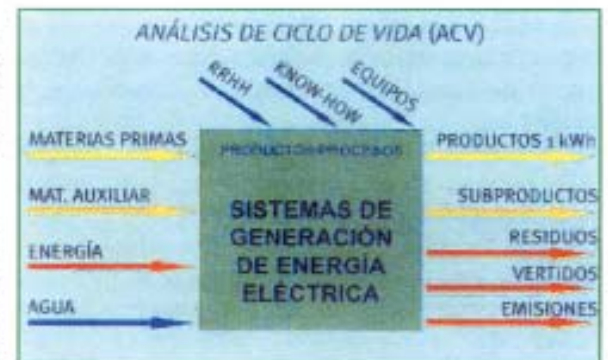 ANÁLISIS DE CICLO DE VIDA (ACV)
RRHH
KNOW-HOW
EQUIPOS
MATERIAS PRIMAS
MAT. AUXILIAR
ENERGÍA
AGUA
PRODUCTOS-PROCESOS
SISTEMAS DE
GENERACIÓN
DE ENERGÍA
ELÉCTRICA
PRODUCTOS 1 kWh
SUBPRODUCTOS
RESIDUOS
VERTIDOS
EMISIONES